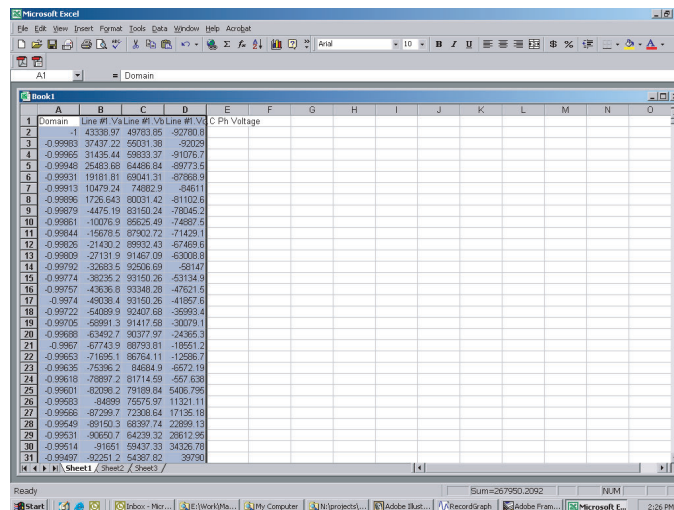 Microsoft Excel
File Edit View Insert Format Tools Data Window Help Acrobat
Arial 10 B I U $ %
A1 = Domain
Book1
A B C D E F G H I J K L M N O
1 Domain Line #1.Va Line #1.Vb Line #1.Vc C Ph Voltage
2 -1 43338.97 49783.85 -92780.8
3 -0.99983 37437.22 55031.38 -92029
4 -0.99965 31435.44 59833.37 -91076.7
5 -0.99948 25483.68 64486.84 -89773.5
6 -0.99931 19181.81 69041.31 -87868.9
7 -0.99913 10479.24 74882.9 -84611
8 -0.99896 1726.643 80031.42 -81102.6
9 -0.99879 -4475.19 83150.24 -78045.2
10 -0.99861 -10076.9 85625.49 -74887.5
11 -0.99844 -15678.5 87902.72 -71429.1
12 -0.99826 -21430.2 89932.43 -67469.6
13 -0.99809 -27131.9 91467.09 -63008.8
14 -0.99792 -32683.5 92506.69 -58147
15 -0.99774 -38235.2 93150.26 -53134.9
16 -0.99757 -43636.8 93348.28 -47621.5
17 -0.9974 -49038.4 93150.26 -41857.6
18 -0.99722 -54089.9 92407.68 -35993.4
19 -0.99705 -58991.3 91417.58 -30079.1
20 -0.99688 -63492.7 90377.97 -24365.3
21 -0.9967 -67743.9 88793.81 -18551.2
22 -0.99653 -71695.1 86764.11 -12586.7
23 -0.99635 -75396.2 84684.9 -6572.19
24 -0.99618 -78897.2 81714.59 -557.638
25 -0.99601 -82098.2 79189.84 5406.795
26 -0.99583 -84899 75575.97 11321.11
27 -0.99566 -87299.7 72308.64 17135.18
28 -0.99549 -89150.3 68397.74 22899.13
29 -0.99531 -90650.7 64239.32 28612.95
30 -0.99514 -91651 59437.33 34326.78
31 -0.99497 -92251.2 54387.82 39790
Sheet1 Sheet2 Sheet3
Ready Sum=267950.2092 NUM
Start Inbox - Micr... E:\Work\Ma... My Computer N:\projects\... Adobe Illust... RecordGraph Adobe Fram... Microsoft E... 2:26 PM